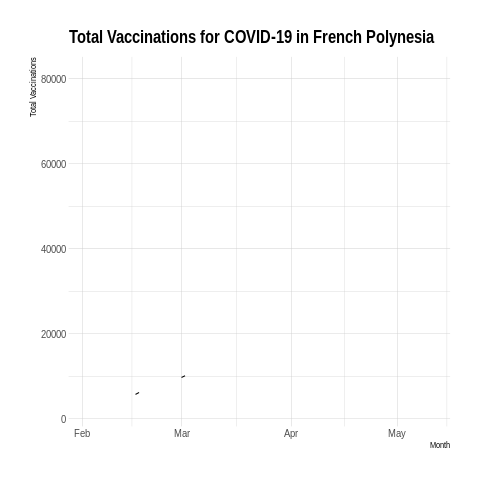 Total Vaccinations for COVID-19 in French Polynesia
Total Vaccinations
80000
60000
40000
20000
0
Feb Mar Apr May
Month